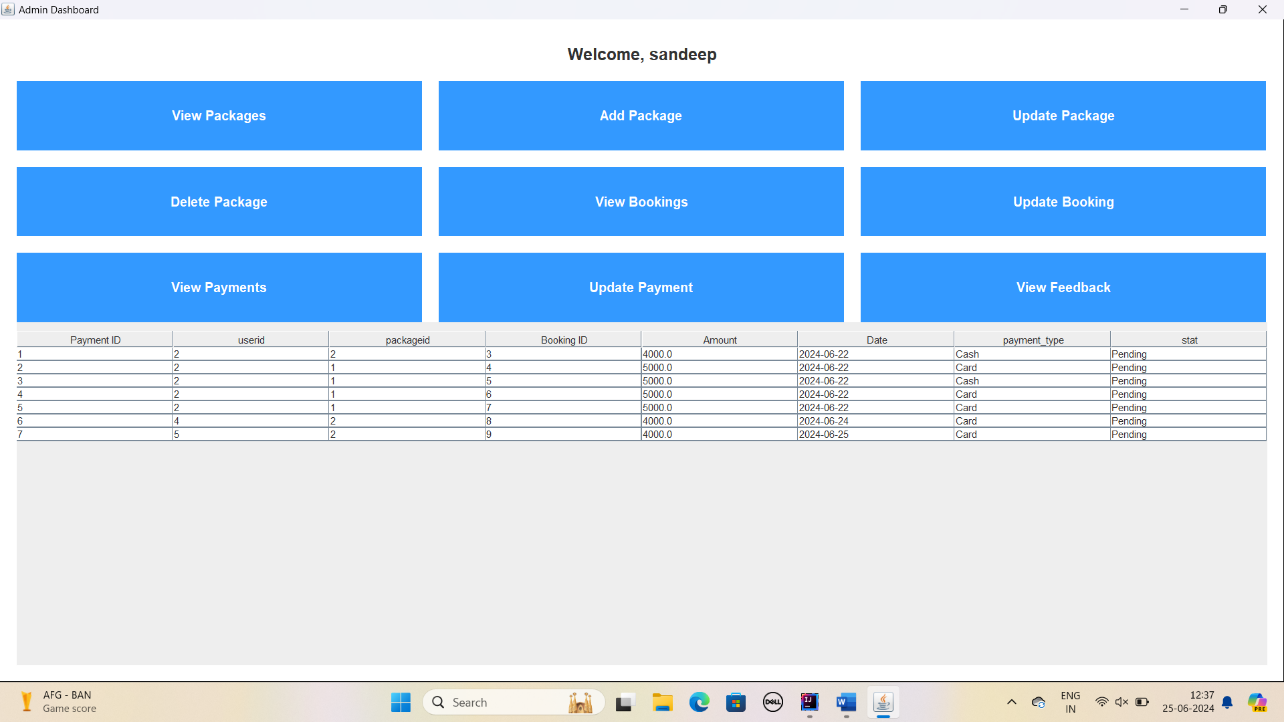 Admin Dashboard
Welcome, sandeep
View Packages Add Package Update Package
Delete Package View Bookings Update Booking
View Payments Update Payment View Feedback
Payment ID userid packageid Booking ID Amount Date payment_type stat
1 2 2 3 4000.0 2024-06-22 Cash Pending
2 2 1 4 5000.0 2024-06-22 Card Pending
3 2 1 5 5000.0 2024-06-22 Cash Pending
4 2 1 6 5000.0 2024-06-22 Card Pending
5 2 1 7 5000.0 2024-06-22 Card Pending
6 4 2 8 4000.0 2024-06-24 Card Pending
7 5 2 9 4000.0 2024-06-25 Card Pending
AFG - BAN
Game score
Search
DELL
IJ
W
ENG
IN
12:37
25-06-2024
PRE